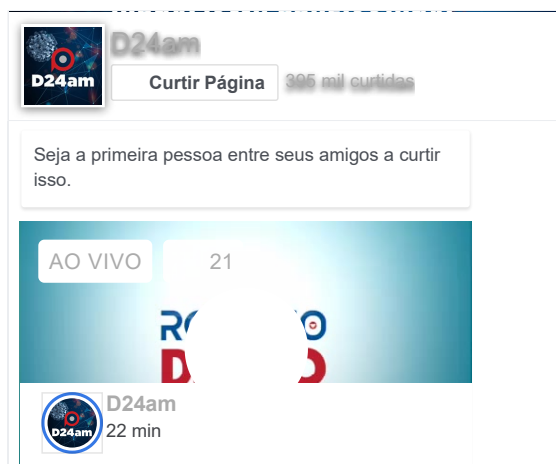 D24am
D24am
Curtir Página
395 mil curtidas
Seja a primeira pessoa entre seus amigos a curtir
isso.
AO VIVO
21
D24am
D24am
22 min